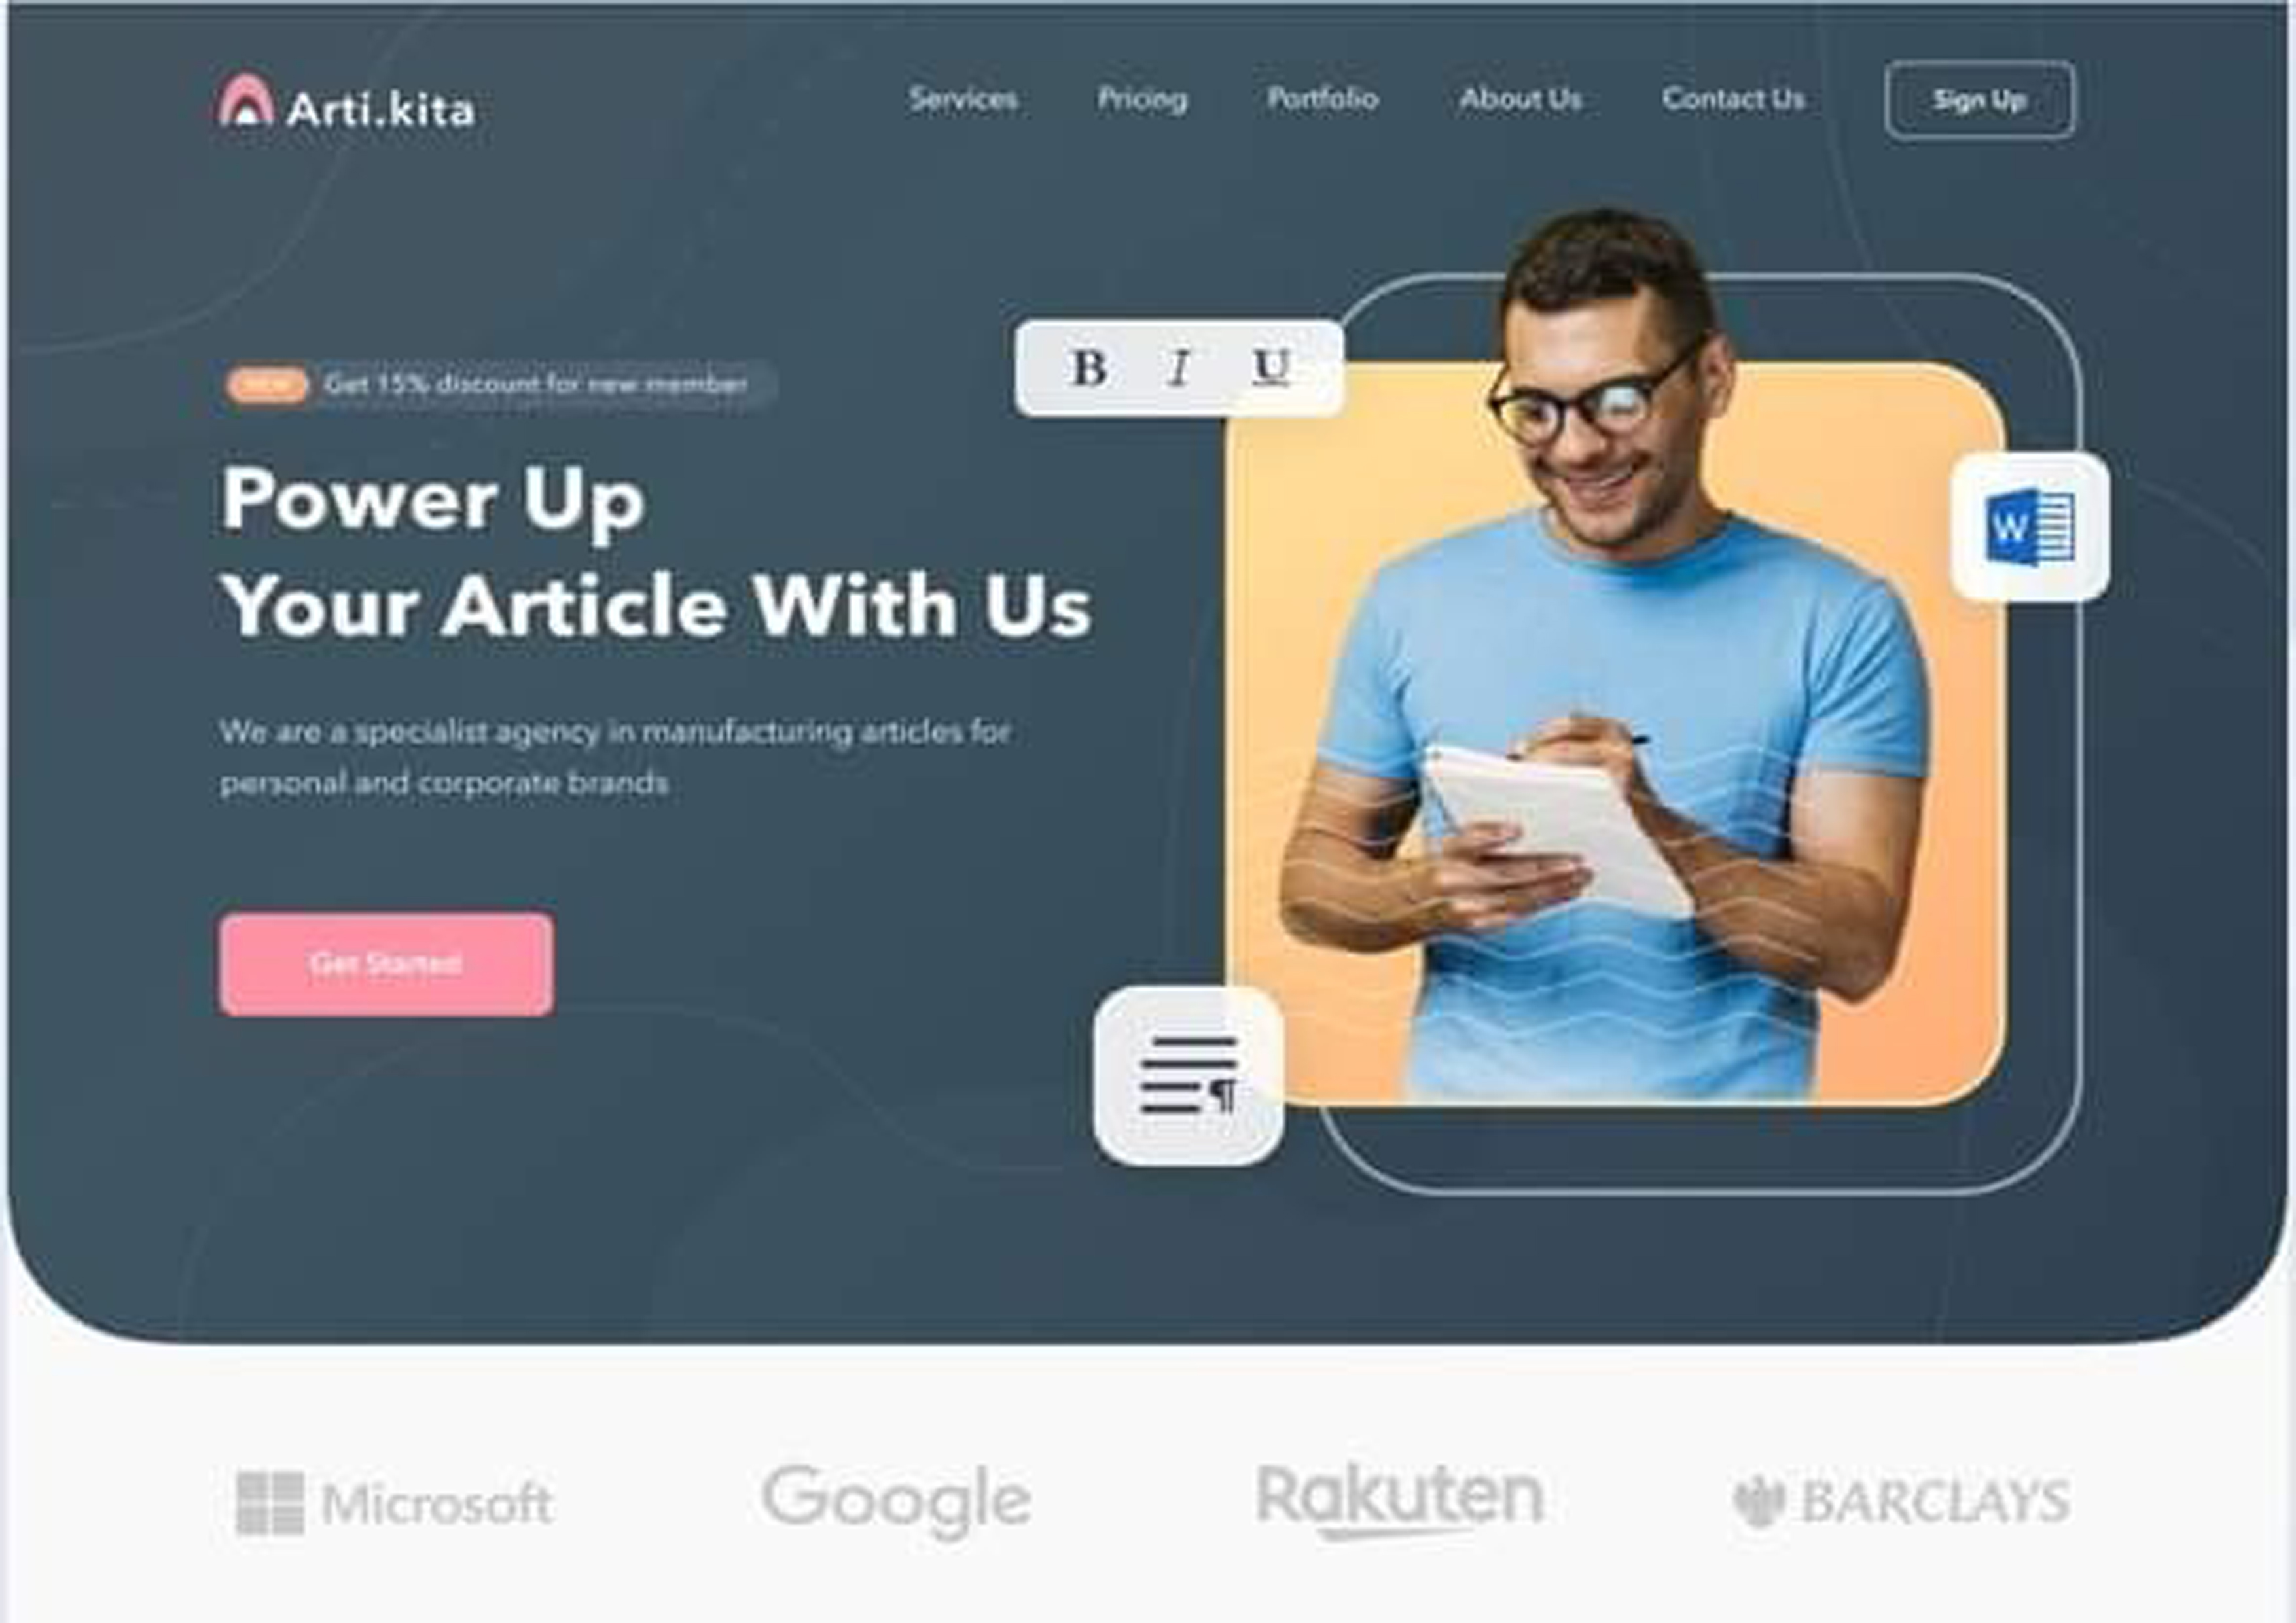 Arti.kita
Services Pricing Portfolio About Us Contact Us Sign Up
NEW Get 15% discount for new member
Power Up
Your Article With Us
We are a specialist agency in manufacturing articles for
personal and corporate brands
Get Started
B I U
W
¶
Microsoft Google Rakuten BARCLAYS